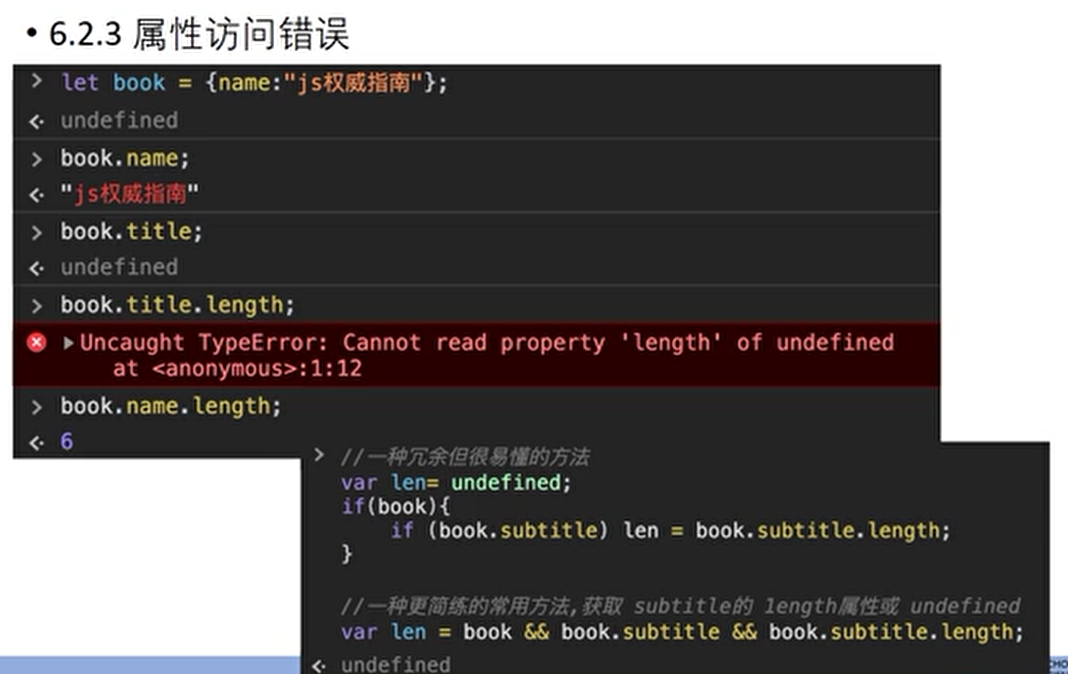 • 6.2.3 属性访问错误
> let book = {name:"js权威指南"};
undefined
> book.name;
"js权威指南"
> book.title;
undefined
> book.title.length;
Uncaught TypeError: Cannot read property 'length' of undefined
at <anonymous>:1:12
> book.name.length;
6
> //一种冗余但很易懂的方法
var len= undefined;
if(book){
if (book.subtitle) len = book.subtitle.length;
}
//一种更简练的常用方法,获取 subtitle的 length属性或 undefined
var len = book && book.subtitle && book.subtitle.length;
undefined